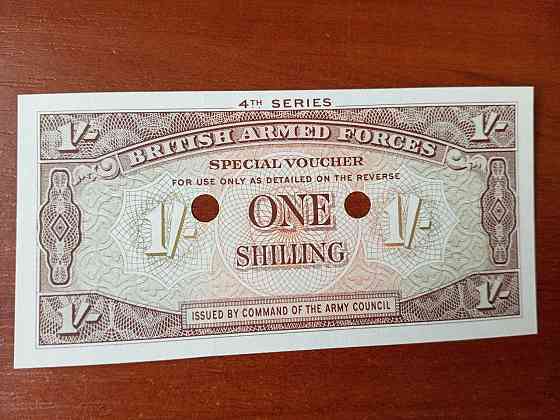 4TH SERIES
1/- 1/-
BRITISH ARMED FORCES
SPECIAL VOUCHER
FOR USE ONLY AS DETAILED ON THE REVERSE
1/- ONE 1/-
SHILLING
1/- 1/-
ISSUED BY COMMAND OF THE ARMY COUNCIL